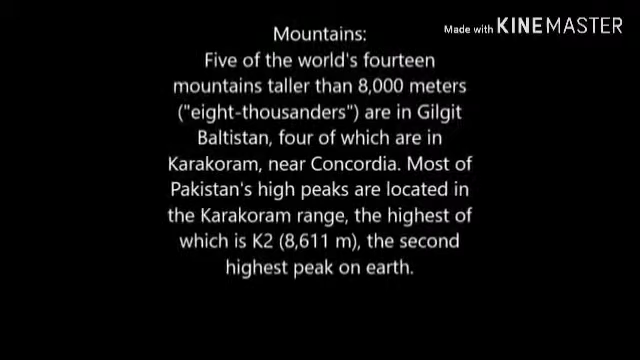 Mountains:
Made with KINEMASTER
Five of the world's fourteen
mountains taller than 8,000 meters
("eight-thousanders") are in Gilgit
Baltistan, four of which are in
Karakoram, near Concordia. Most of
Pakistan's high peaks are located in
the Karakoram range, the highest of
which is K2 (8,611 m), the second
highest peak on earth.